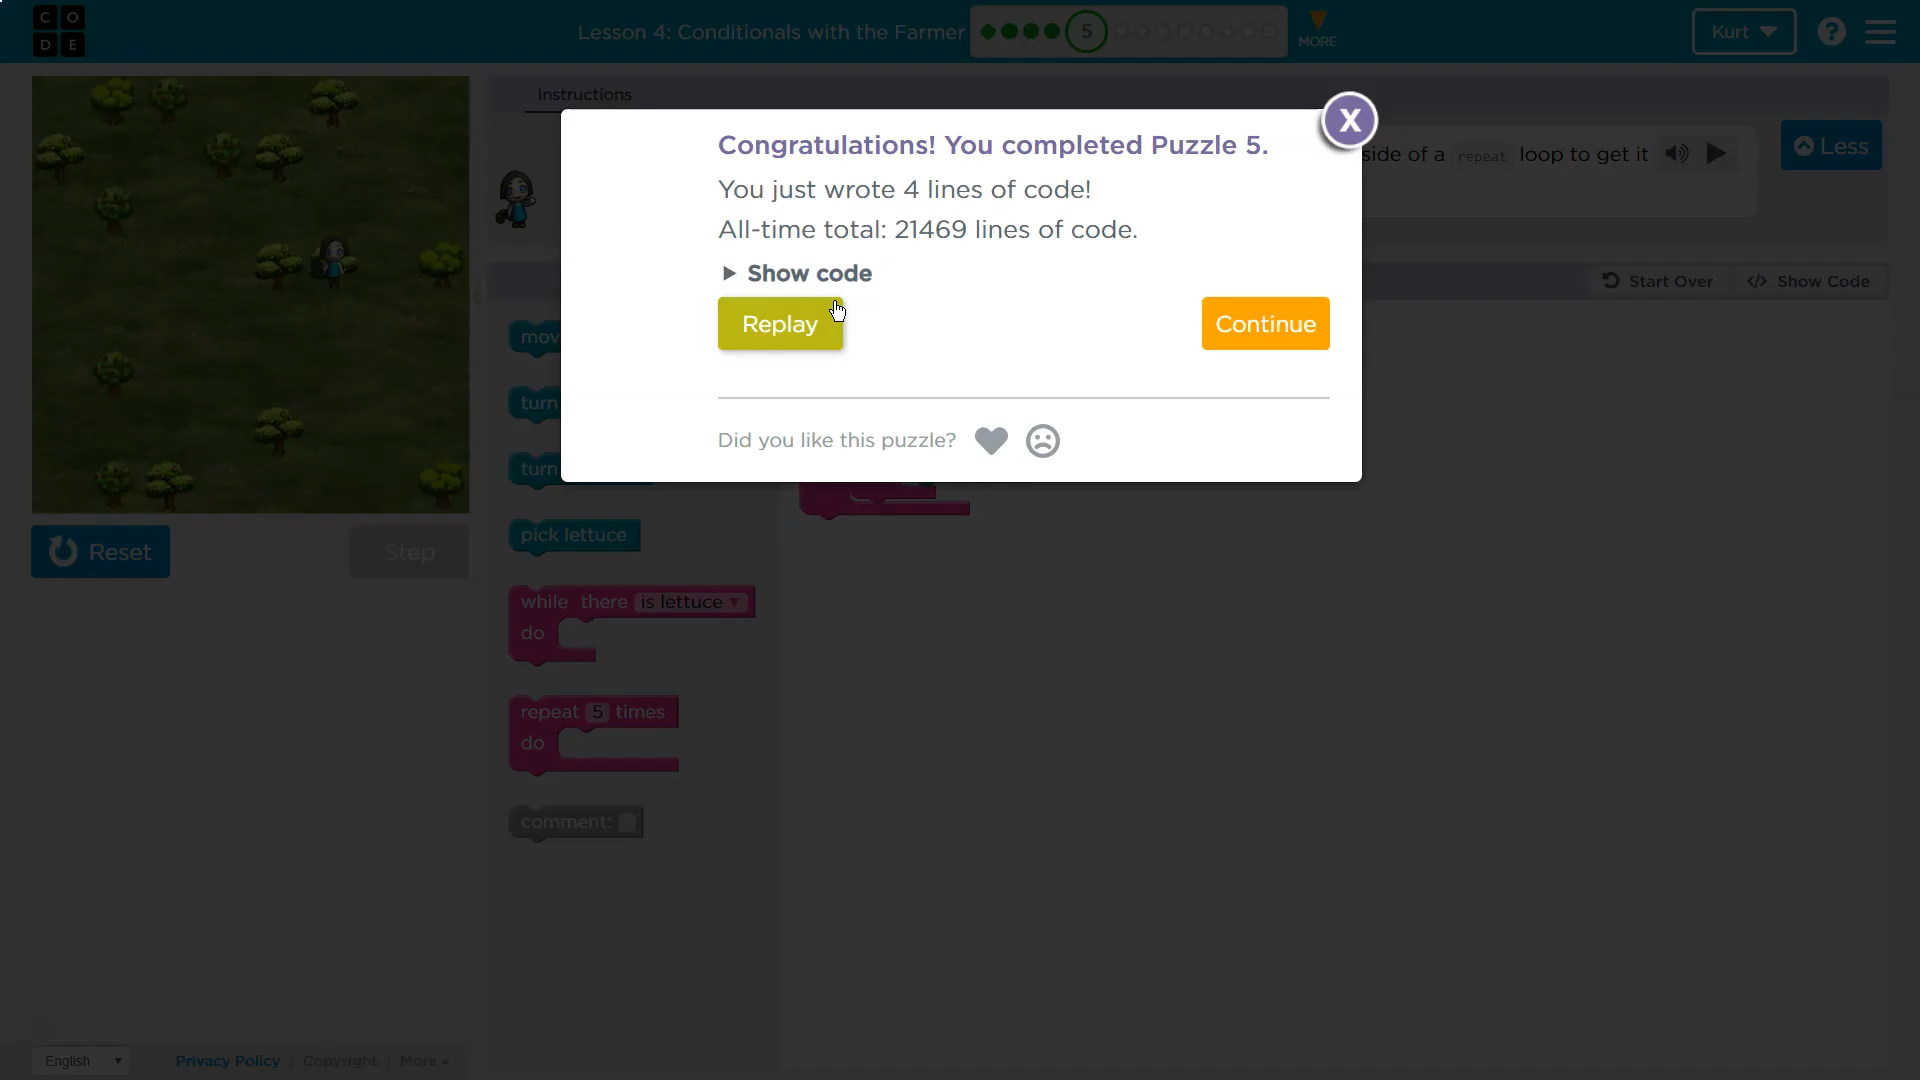 C O
D E
Lesson 4: Conditionals with the Farmer
5
MORE
Kurt
?
Instructions
X
Congratulations! You completed Puzzle 5.
You just wrote 4 lines of code!
All-time total: 21469 lines of code.
Show code
Replay
Continue
Did you like this puzzle?
side of a repeat loop to get it
Less
Start Over
</> Show Code
mov
turn
turn
pick lettuce
while there is lettuce
do
repeat 5 times
do
comment:
Reset
Step
English
Privacy Policy | Copyright | More